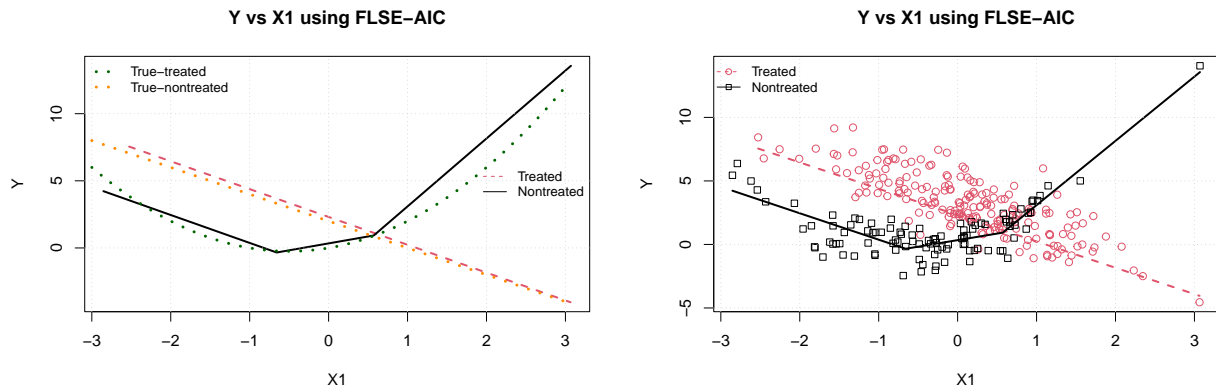 Y vs X1 using FLSE−AIC
True−treated
True−nontreated
Treated
Nontreated
Y
0
5
10
−3
−2
−1
0
1
2
3
X1
Y vs X1 using FLSE−AIC
Treated
Nontreated
Y
−5
0
5
10
−3
−2
−1
0
1
2
3
X1